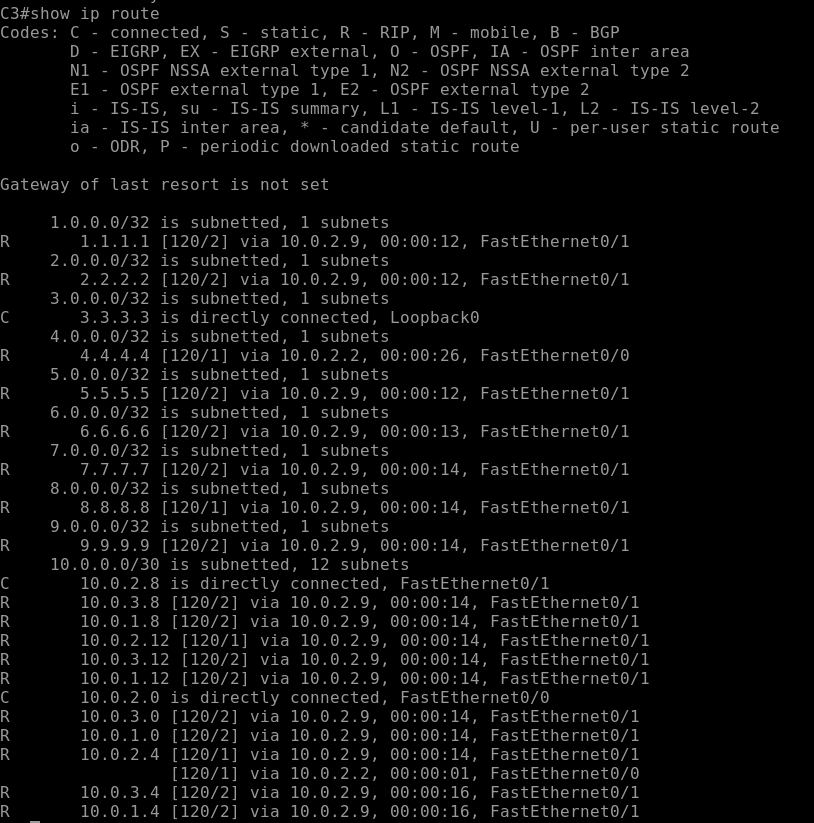 C3#show ip route
Codes: C - connected, S - static, R - RIP, M - mobile, B - BGP
       D - EIGRP, EX - EIGRP external, O - OSPF, IA - OSPF inter area
       N1 - OSPF NSSA external type 1, N2 - OSPF NSSA external type 2
       E1 - OSPF external type 1, E2 - OSPF external type 2
       i - IS-IS, su - IS-IS summary, L1 - IS-IS level-1, L2 - IS-IS level-2
       ia - IS-IS inter area, * - candidate default, U - per-user static route
       o - ODR, P - periodic downloaded static route

Gateway of last resort is not set

     1.0.0.0/32 is subnetted, 1 subnets
R       1.1.1.1 [120/2] via 10.0.2.9, 00:00:12, FastEthernet0/1
     2.0.0.0/32 is subnetted, 1 subnets
R       2.2.2.2 [120/2] via 10.0.2.9, 00:00:12, FastEthernet0/1
     3.0.0.0/32 is subnetted, 1 subnets
C       3.3.3.3 is directly connected, Loopback0
     4.0.0.0/32 is subnetted, 1 subnets
R       4.4.4.4 [120/1] via 10.0.2.2, 00:00:26, FastEthernet0/0
     5.0.0.0/32 is subnetted, 1 subnets
R       5.5.5.5 [120/2] via 10.0.2.9, 00:00:12, FastEthernet0/1
     6.0.0.0/32 is subnetted, 1 subnets
R       6.6.6.6 [120/2] via 10.0.2.9, 00:00:13, FastEthernet0/1
     7.0.0.0/32 is subnetted, 1 subnets
R       7.7.7.7 [120/2] via 10.0.2.9, 00:00:14, FastEthernet0/1
     8.0.0.0/32 is subnetted, 1 subnets
R       8.8.8.8 [120/1] via 10.0.2.9, 00:00:14, FastEthernet0/1
     9.0.0.0/32 is subnetted, 1 subnets
R       9.9.9.9 [120/2] via 10.0.2.9, 00:00:14, FastEthernet0/1
     10.0.0.0/30 is subnetted, 12 subnets
C       10.0.2.8 is directly connected, FastEthernet0/1
R       10.0.3.8 [120/2] via 10.0.2.9, 00:00:14, FastEthernet0/1
R       10.0.1.8 [120/2] via 10.0.2.9, 00:00:14, FastEthernet0/1
R       10.0.2.12 [120/1] via 10.0.2.9, 00:00:14, FastEthernet0/1
R       10.0.3.12 [120/2] via 10.0.2.9, 00:00:14, FastEthernet0/1
R       10.0.1.12 [120/2] via 10.0.2.9, 00:00:14, FastEthernet0/1
C       10.0.2.0 is directly connected, FastEthernet0/0
R       10.0.3.0 [120/2] via 10.0.2.9, 00:00:14, FastEthernet0/1
R       10.0.1.0 [120/2] via 10.0.2.9, 00:00:14, FastEthernet0/1
R       10.0.2.4 [120/1] via 10.0.2.9, 00:00:14, FastEthernet0/1
                 [120/1] via 10.0.2.2, 00:00:01, FastEthernet0/0
R       10.0.3.4 [120/2] via 10.0.2.9, 00:00:16, FastEthernet0/1
R       10.0.1.4 [120/2] via 10.0.2.9, 00:00:16, FastEthernet0/1